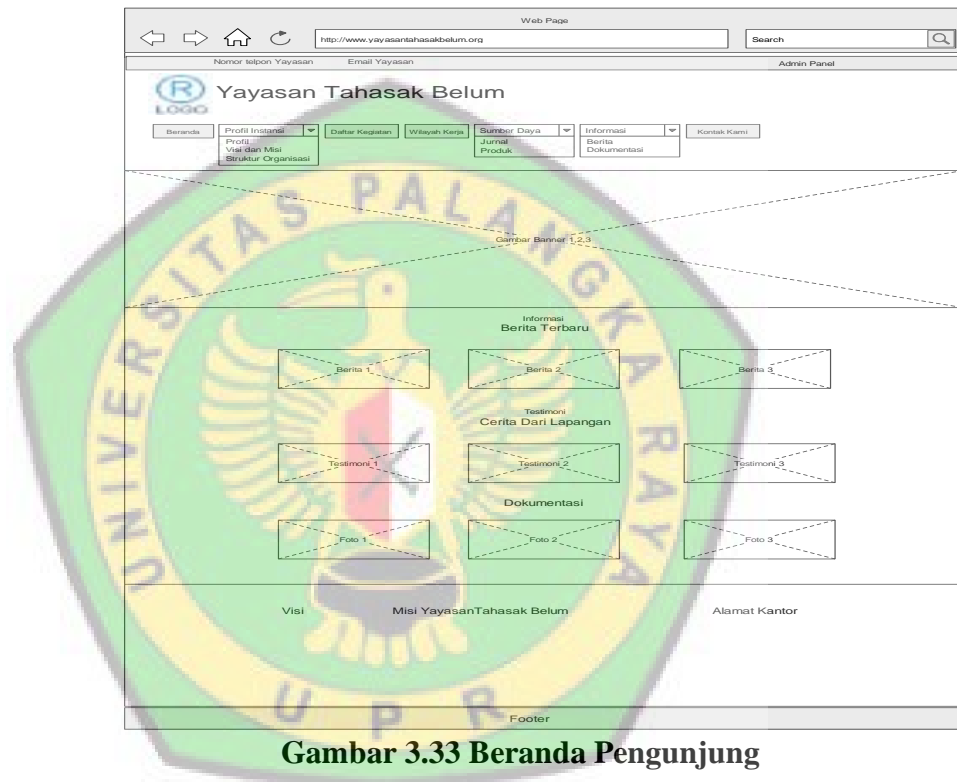 Web Page
http://www.yayasantahasakbelum.org
Search
Nomor telpon Yayasan Email Yayasan Admin Panel
R
LOGO
Yayasan Tahasak Belum
Beranda Profil Instansi Daftar Kegiatan Wilayah Kerja Sumber Daya Informasi Kontak Kami
Profil Jurnal Berita
Visi dan Misi Produk Dokumentasi
Struktur Organisasi
UNIVERSITAS PALANGKA RAYA
Gambar Banner 1,2,3
Informasi
Berita Terbaru
Berita 1 Berita 2 Berita 3
Testimoni
Cerita Dari Lapangan
Testimoni 1 Testimoni 2 Testimoni 3
Dokumentasi
Foto 1 Foto 2 Foto 3
Visi Misi YayasanTahasak Belum Alamat Kantor
UPR
Footer
Gambar 3.33 Beranda Pengunjung